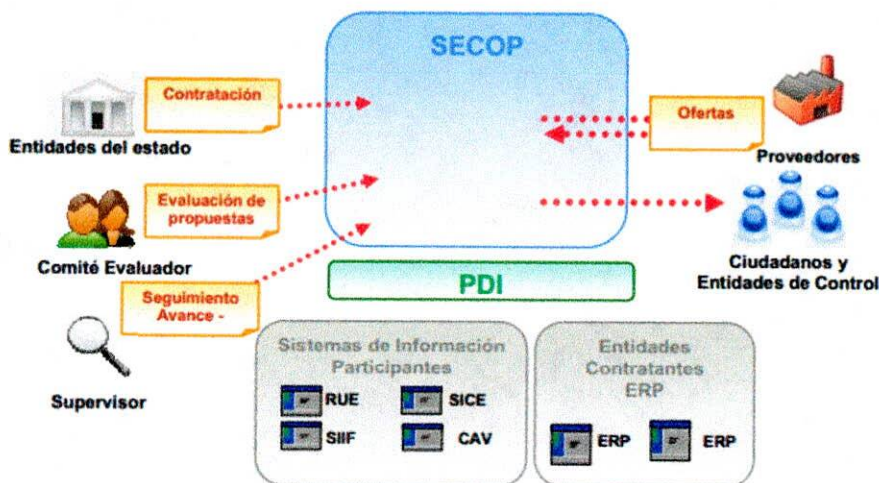 SECOP
Contratación
Entidades del estado
Ofertas
Proveedores
Evaluación de
propuestas
Comité Evaluador
Ciudadanos y
Entidades de Control
Seguimiento
Avance -
Supervisor
PDI
Sistemas de Información
Participantes
RUE
SICE
SIIF
CAV
Entidades
Contratantes
ERP
ERP
ERP